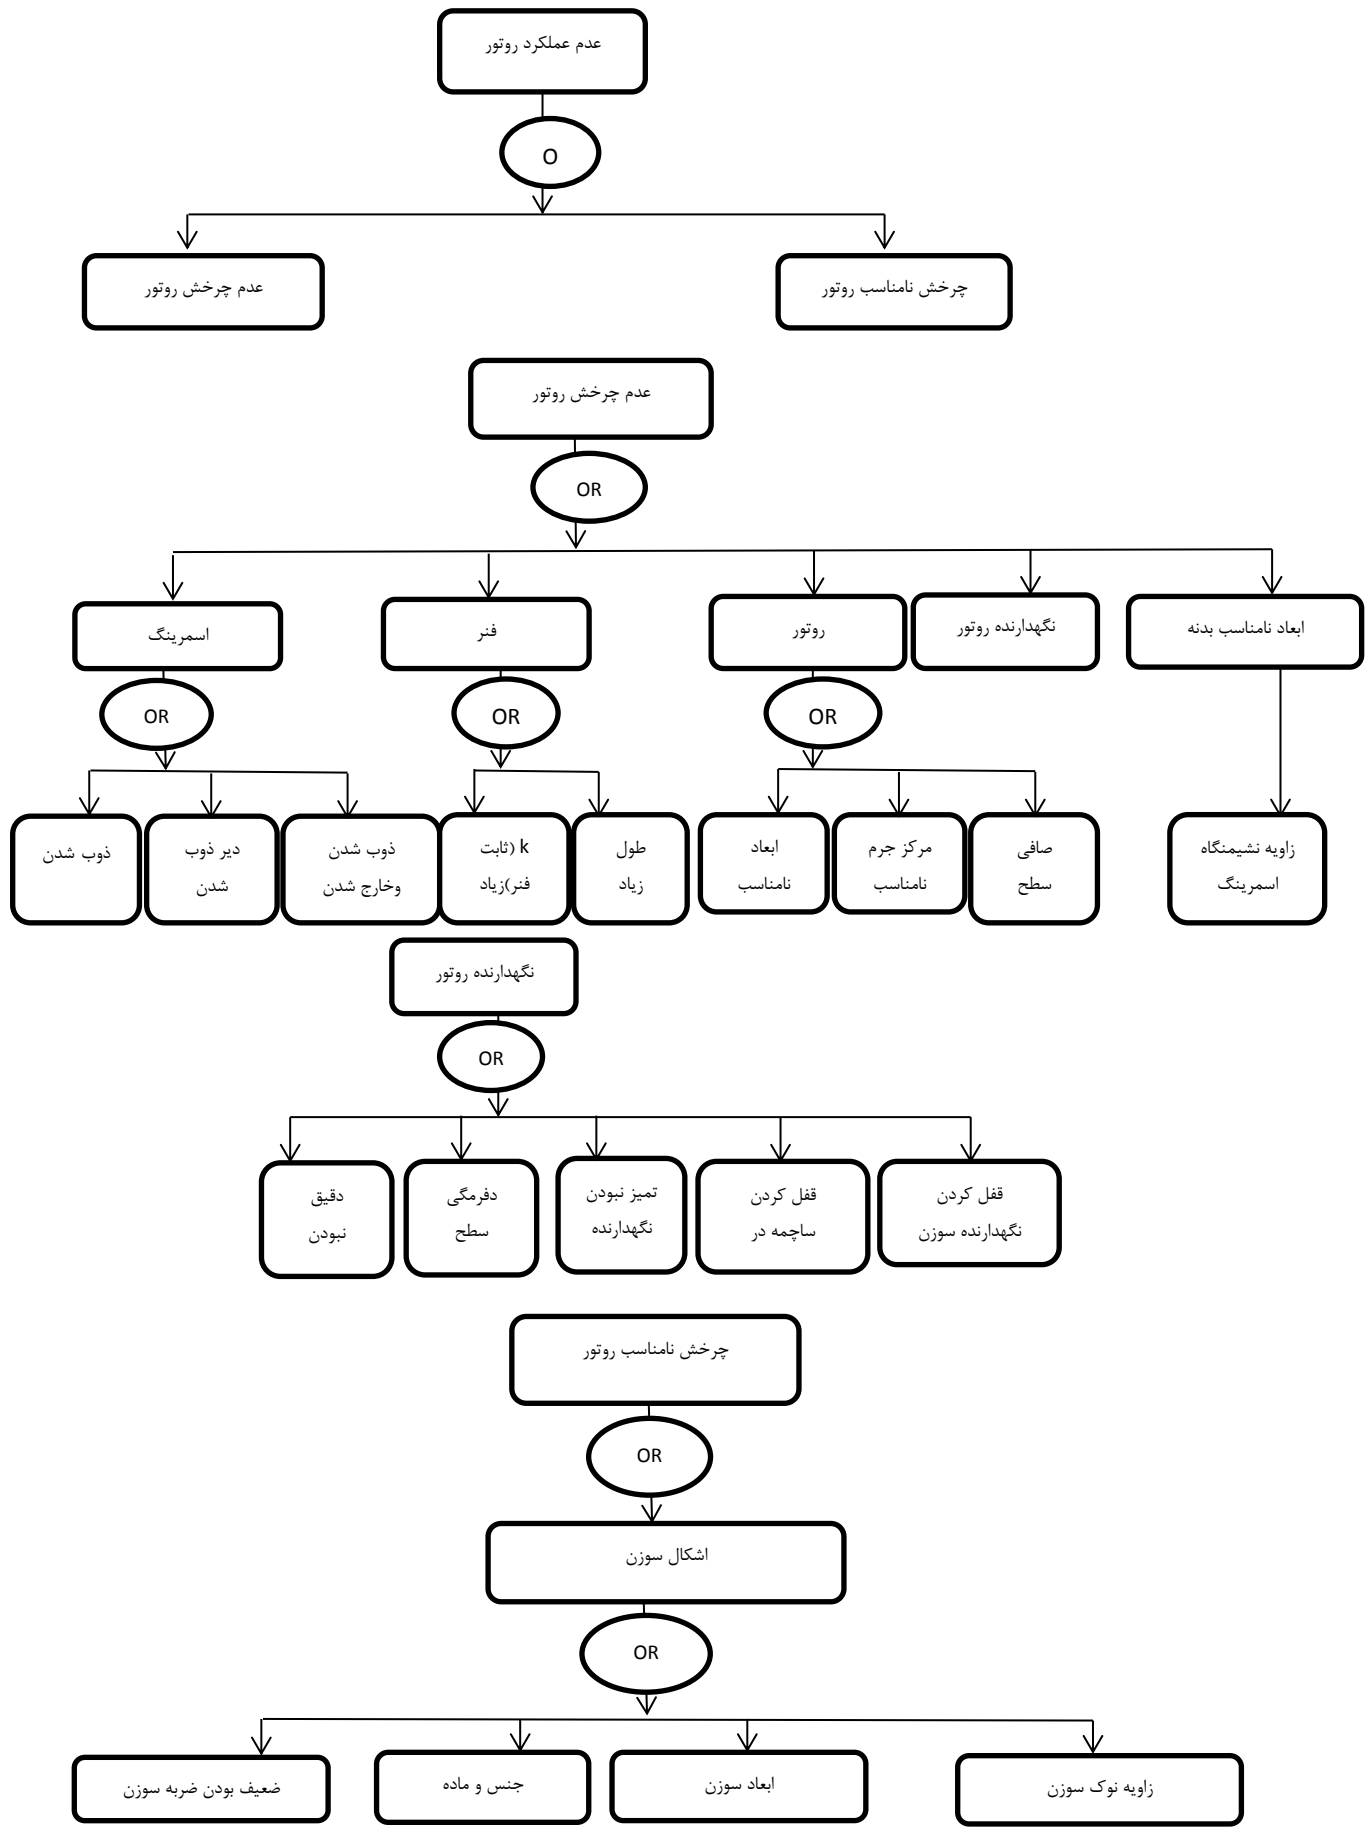 عدم عملکرد روتور
O
چرخش نامناسب روتور
عدم چرخش روتور
عدم چرخش روتور
OR
ابعاد نامناسب بدنه
نگهدارنده روتور
روتور
فنر
اسمرینگ
OR
OR
OR
زاویه نشیمنگاه
اسمرینگ
صافی
سطح
مرکز جرم
نامناسب
ابعاد
نامناسب
طول
زیاد
k (ثابت
فنر)زیاد
ذوب شدن
وخارج شدن
دیر ذوب
شدن
ذوب شدن
نگهدارنده روتور
OR
قفل کردن
نگهدارنده سوزن
قفل کردن
ساچمه در
تمیز نبودن
نگهدارنده
دفرمگی
سطح
دقیق
نبودن
چرخش نامناسب روتور
OR
اشکال سوزن
OR
زاویه نوک سوزن
ابعاد سوزن
جنس و ماده
ضعیف بودن ضربه سوزن